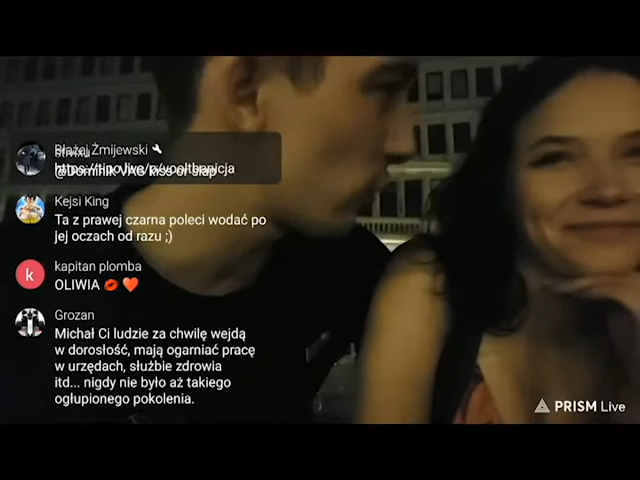 Błażej Żmijewski
Kejsi King
Ta z prawej czarna poleci wodać po
jej oczach od razu ;)
k
kapitan plomba
OLIWIA 💋 ❤️
Grozan
Michał Ci ludzie za chwilę wejdą
w dorosłość, mają ogarniać pracę
w urzędach, służbie zdrowia
itd... nigdy nie było aż takiego
ogłupionego pokolenia.
PRISM Live